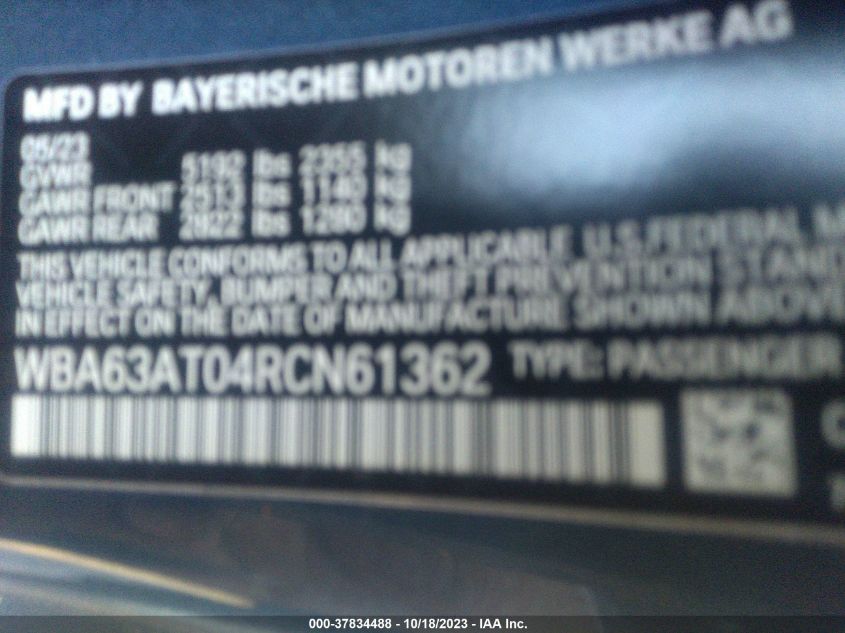 MFD BY BAYERISCHE MOTOREN WERKE AG
05/23
GVWR 5192 lbs 2355 kg
GAWR FRONT 2513 lbs 1140 kg
GAWR REAR 2822 lbs 1280 kg
THIS VEHICLE CONFORMS TO ALL APPLICABLE U.S. FEDERAL M
VEHICLE SAFETY, BUMPER AND THEFT PREVENTION STAND
IN EFFECT ON THE DATE OF MANUFACTURE SHOWN ABOVE
WBA63AT04RCN61362 TYPE: PASSENGER
000-37834488 - 10/18/2023 - IAA Inc.